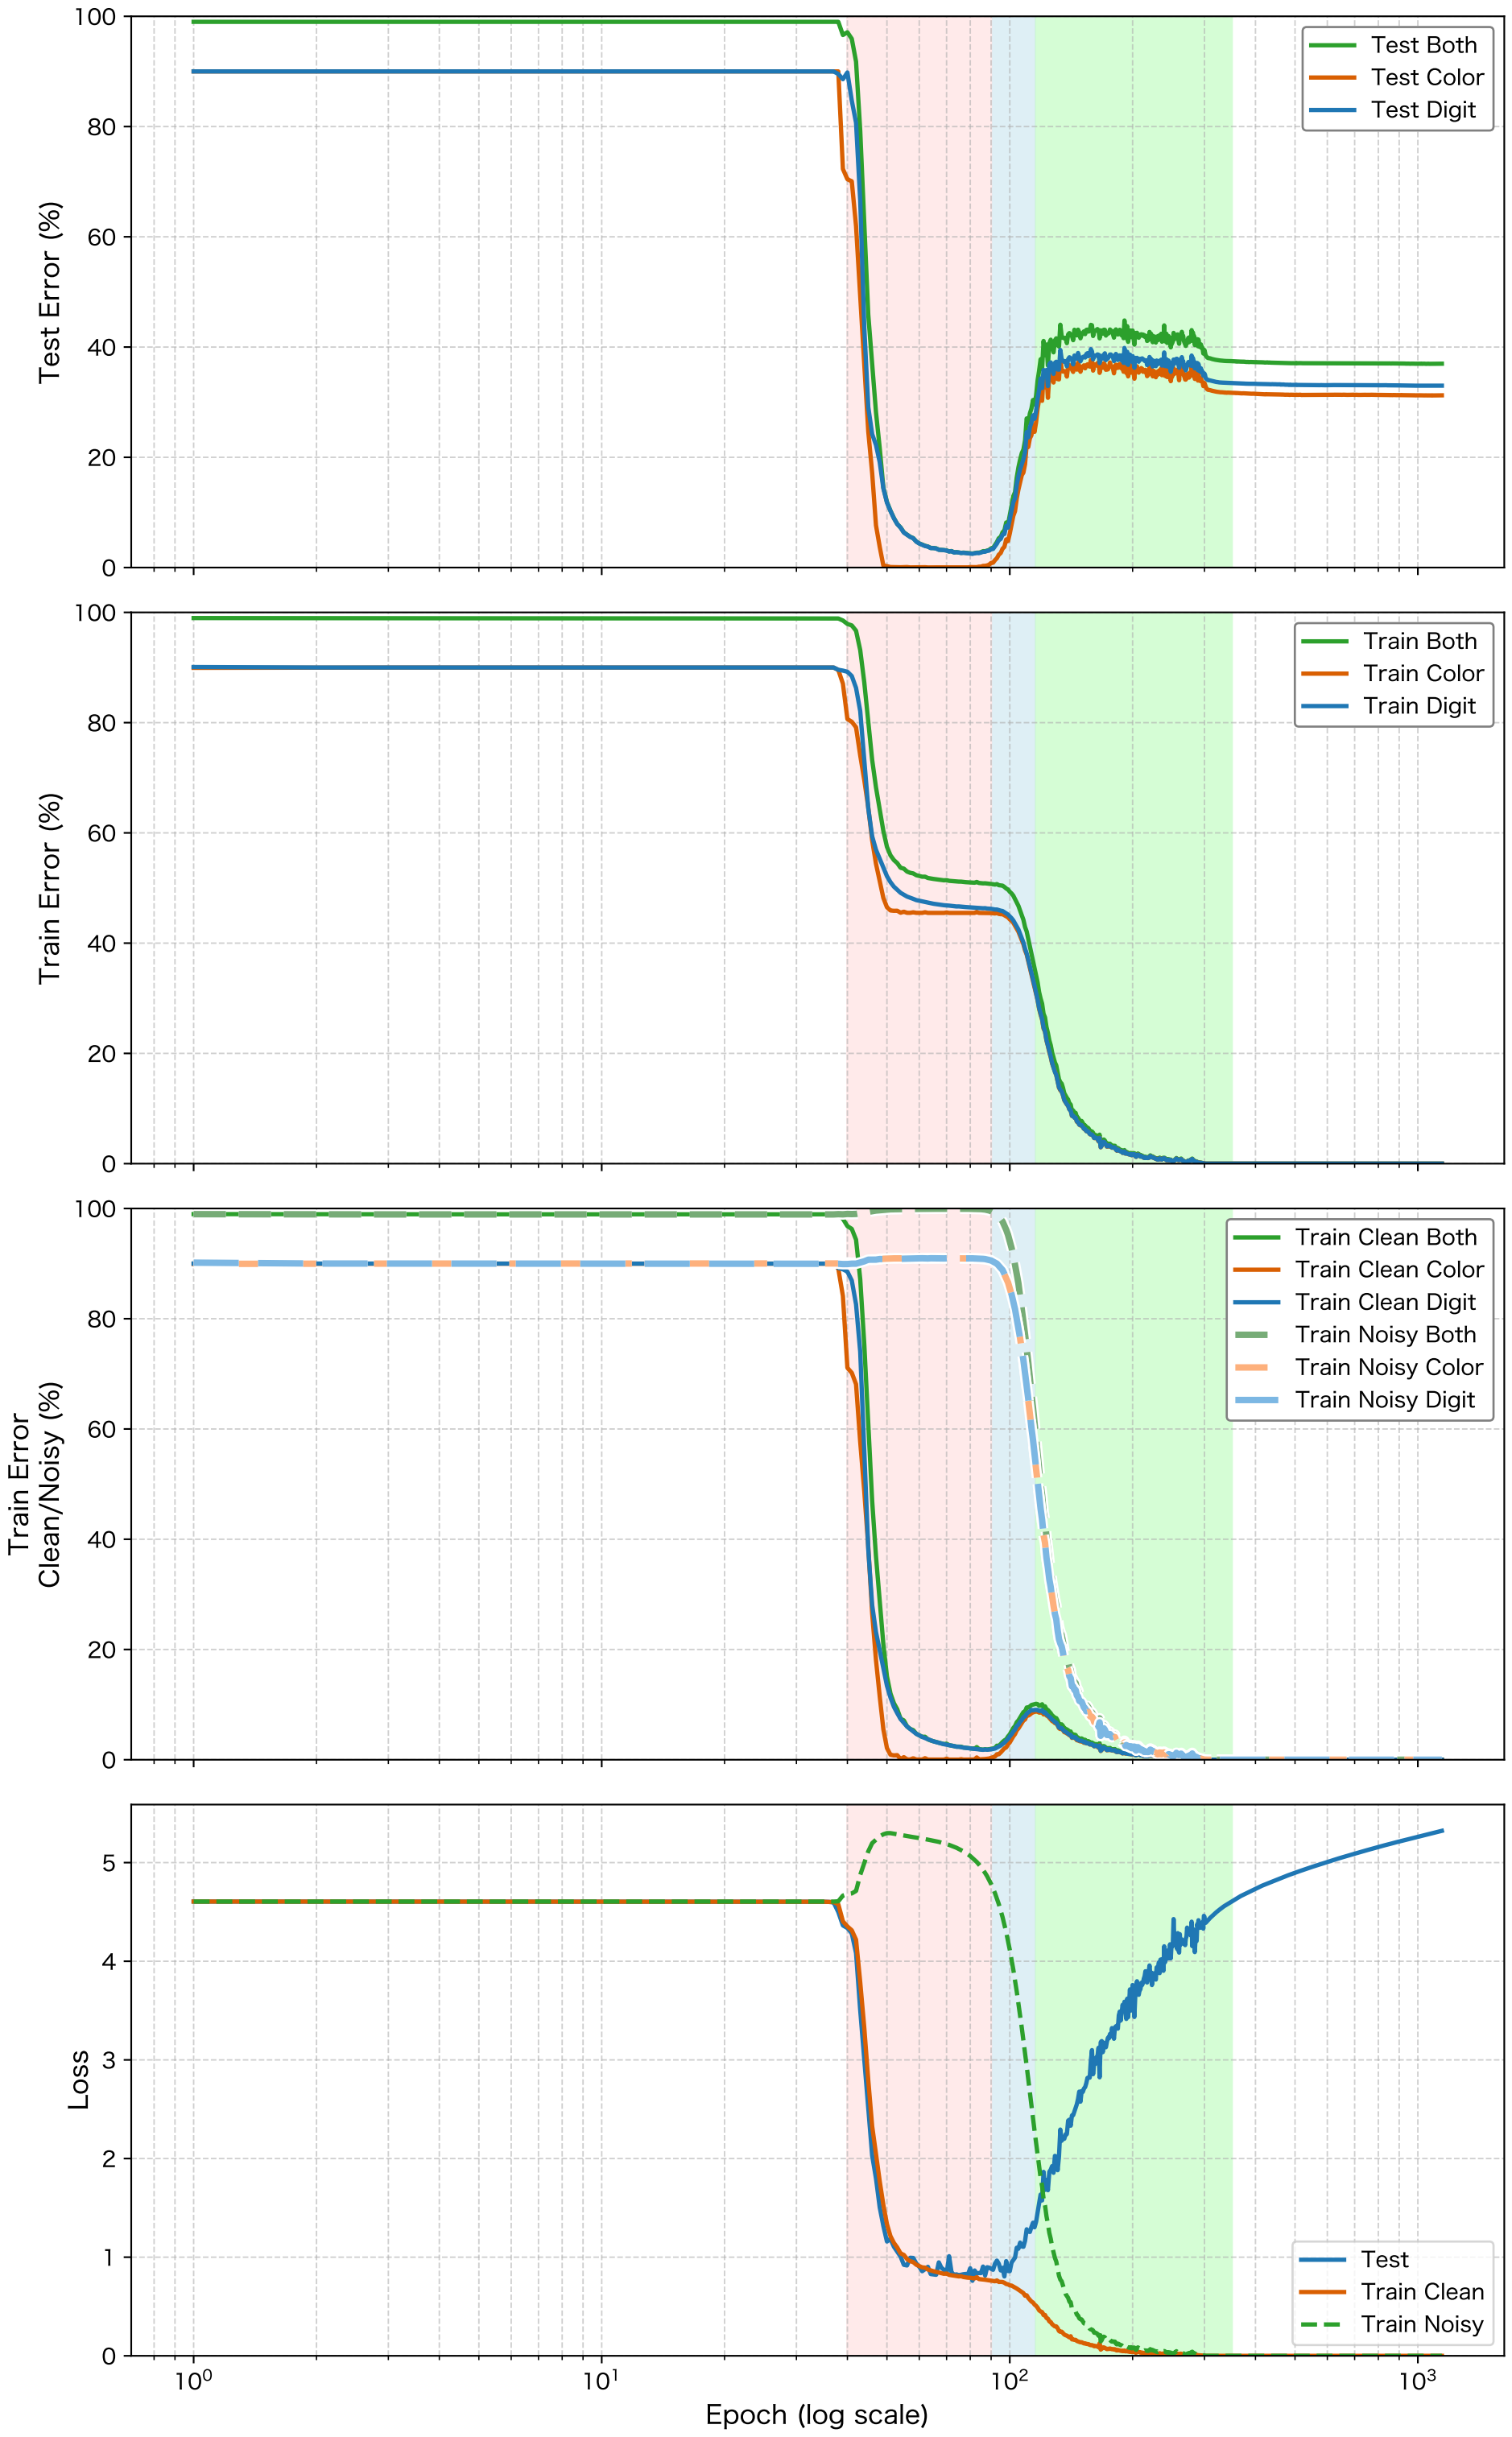 100
80
60
40
20
0
Test Error (%)
Test Both
Test Color
Test Digit
100
80
60
40
20
0
Train Error (%)
Train Both
Train Color
Train Digit
100
80
60
40
20
0
Train Error
Clean/Noisy (%)
Train Clean Both
Train Clean Color
Train Clean Digit
Train Noisy Both
Train Noisy Color
Train Noisy Digit
5
4
3
2
1
0
Loss
Test
Train Clean
Train Noisy
10⁰ 10¹ 10² 10³
Epoch (log scale)